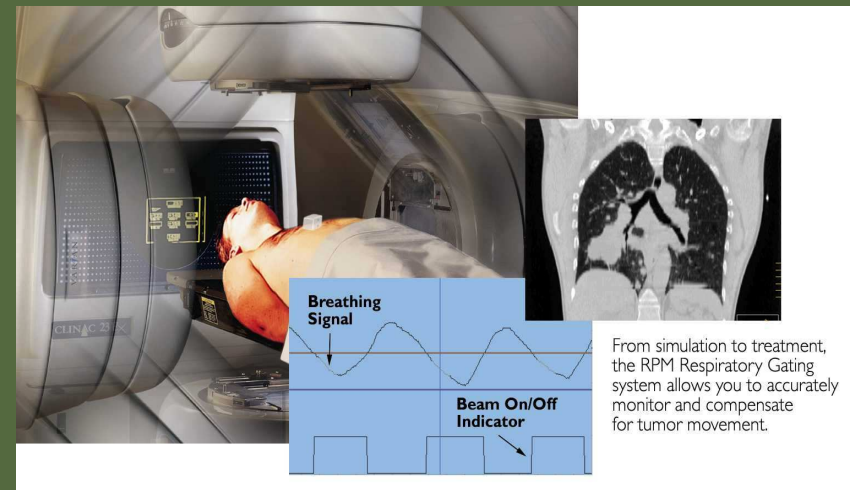 CLINAC 23 X
Breathing
Signal
Beam On/Off
Indicator
From simulation to treatment,
the RPM Respiratory Gating
system allows you to accurately
monitor and compensate
for tumor movement.